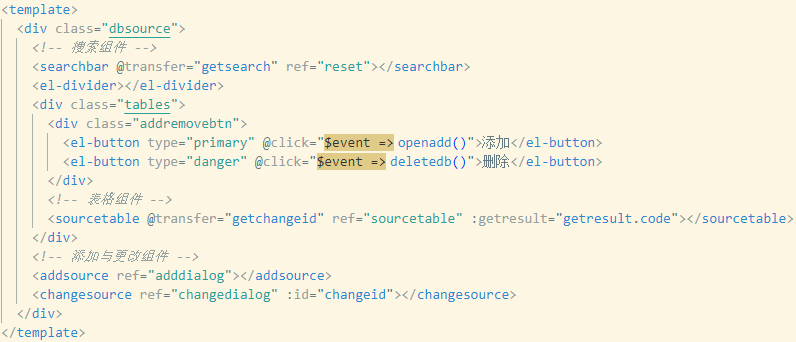 <template>
<div class="dbsource">
<!-- 搜索组件 -->
<searchbar @transfer="getsearch" ref="reset"></searchbar>
<el-divider></el-divider>
<div class="tables">
<div class="addremovebtn">
<el-button type="primary" @click="$event => openadd()">添加</el-button>
<el-button type="danger" @click="$event => deletedb()">删除</el-button>
</div>
<!-- 表格组件 -->
<sourcetable @transfer="getchangeid" ref="sourcetable" :getresult="getresult.code"></sourcetable>
</div>
<!-- 添加与更改组件 -->
<addsource ref="adddialog"></addsource>
<changesource ref="changedialog" :id="changeid"></changesource>
</div>
</template>